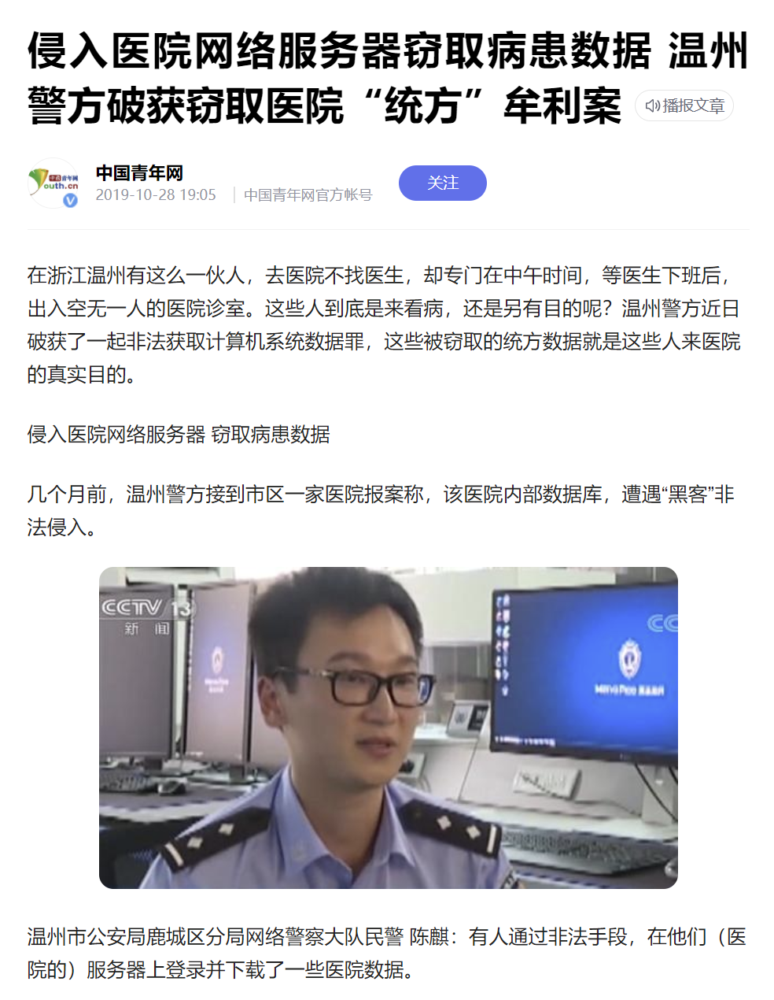 侵入医院网络服务器窃取病患数据 温州
警方破获窃取医院“统方”牟利案 播报文章
中国青年网
outh.cn
中国青年网
2019-10-28 19:05 中国青年网官方帐号
关注
在浙江温州有这么一伙人，去医院不找医生，却专门在中午时间，等医生下班后，
出入空无一人的医院诊室。这些人到底是来看病，还是另有目的呢？温州警方近日
破获了一起非法获取计算机系统数据罪，这些被窃取的统方数据就是这些人来医院
的真实目的。
侵入医院网络服务器 窃取病患数据
几个月前，温州警方接到市区一家医院报案称，该医院内部数据库，遭遇“黑客”非
法侵入。
CCTV 13
新闻
CC
温州市公安局鹿城区分局网络警察大队民警 陈麒：有人通过非法手段，在他们（医
院的）服务器上登录并下载了一些医院数据。